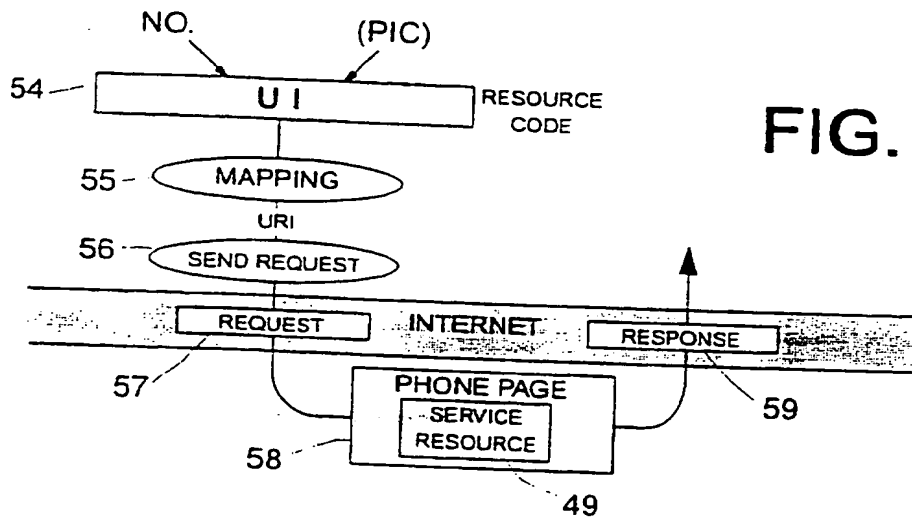 NO.
(PIC)
54
UI
RESOURCE
CODE
FIG.
55
MAPPING
URI
56
SEND REQUEST
REQUEST
INTERNET
RESPONSE
57
PHONE PAGE
59
SERVICE
RESOURCE
58
49